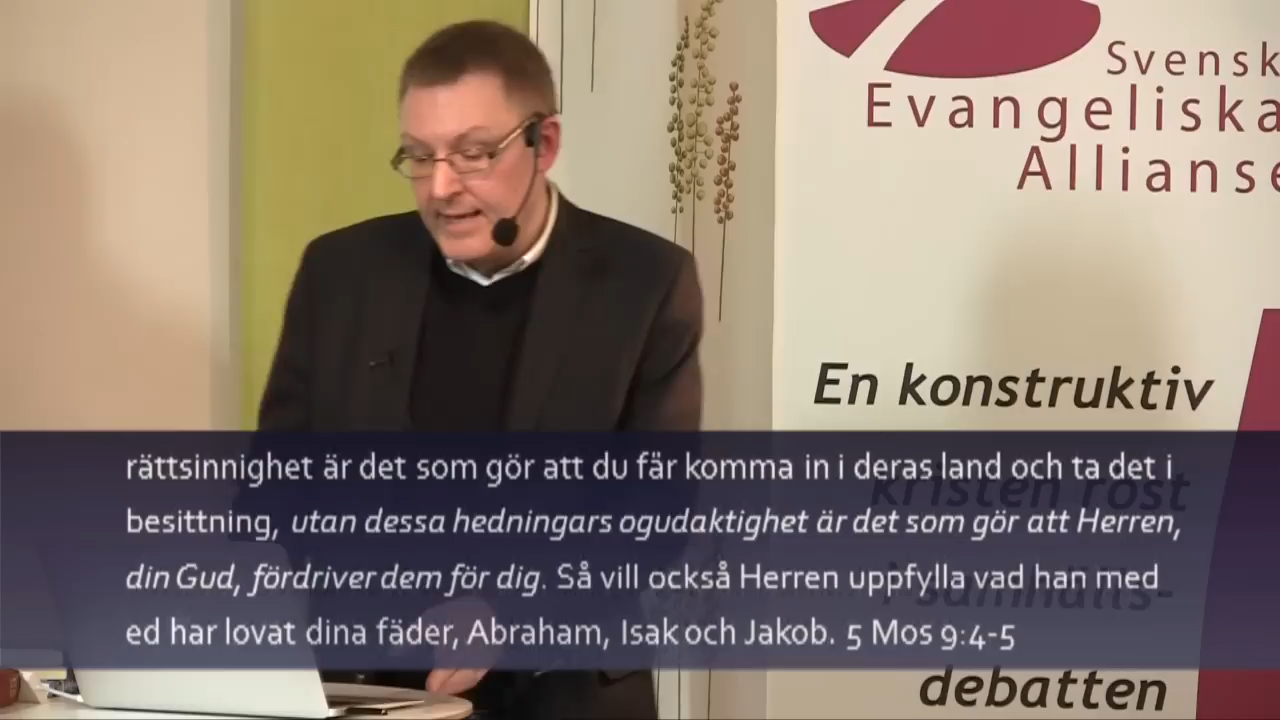 Svensk
Evangeliska
Allianse
En konstruktiv
kristen röst
i samhälls-
debatten
rättsinnighet är det som gör att du får komma in i deras land och ta det i
besittning, utan dessa hedningars ogudaktighet är det som gör att Herren,
din Gud, fördriver dem för dig. Så vill också Herren uppfylla vad han med
ed har lovat dina fäder, Abraham, Isak och Jakob. 5 Mos 9:4-5